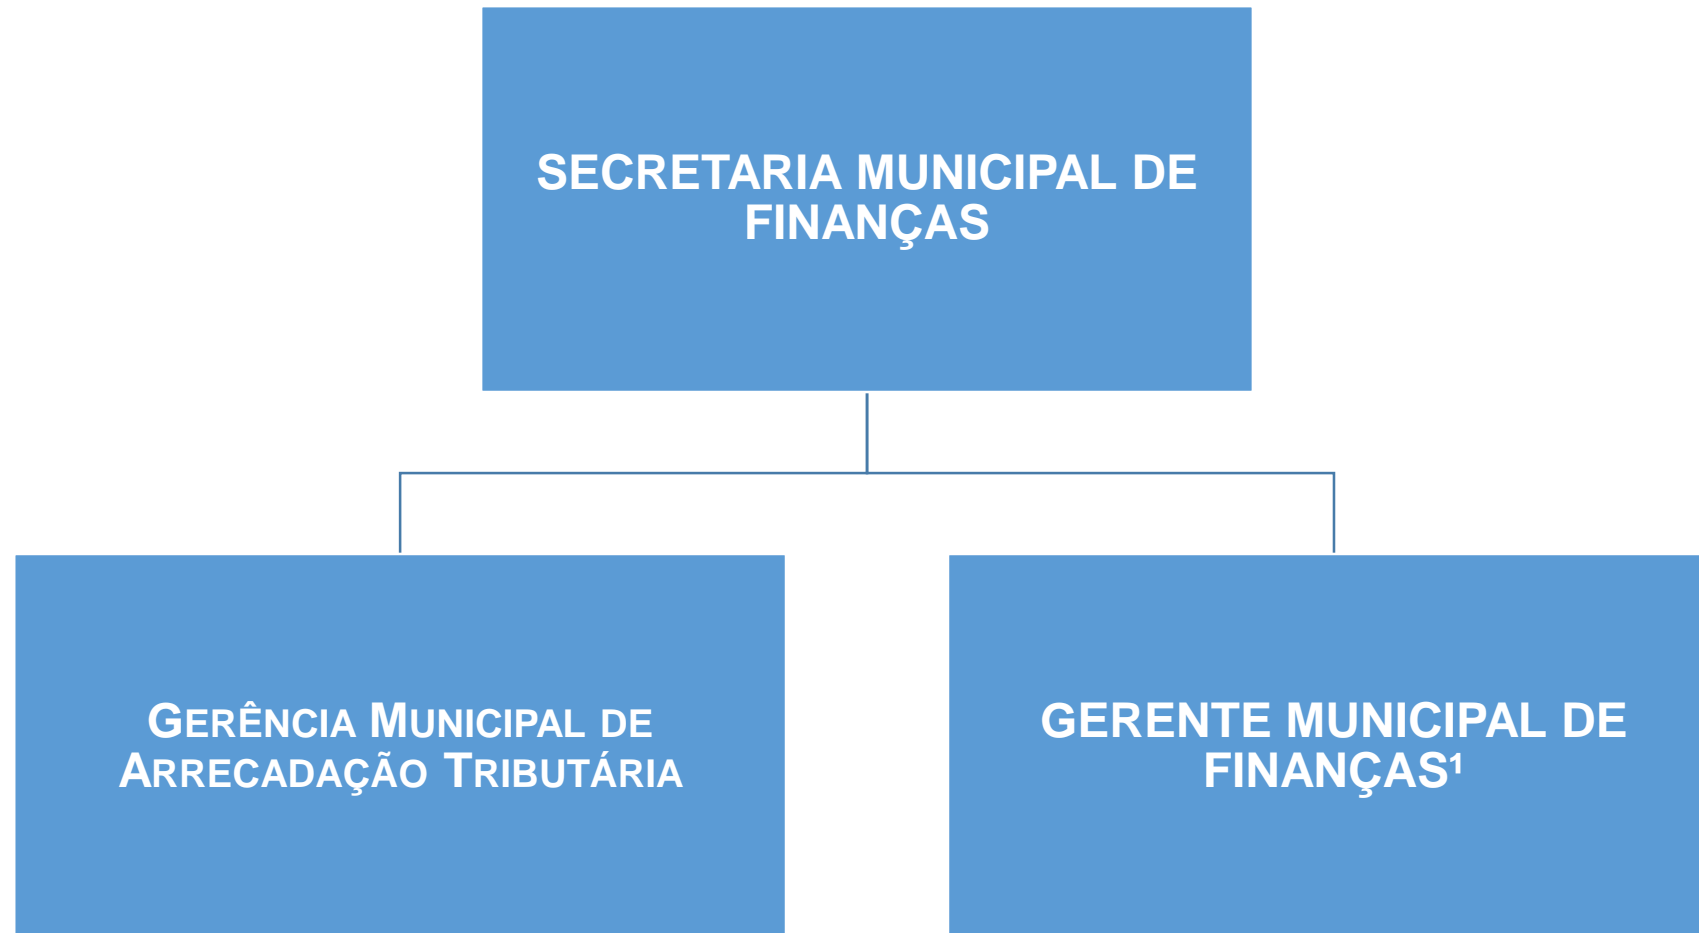 SECRETARIA MUNICIPAL DE
FINANÇAS
GERÊNCIA MUNICIPAL DE
ARRECADAÇÃO TRIBUTÁRIA
GERENTE MUNICIPAL DE
FINANÇAS¹